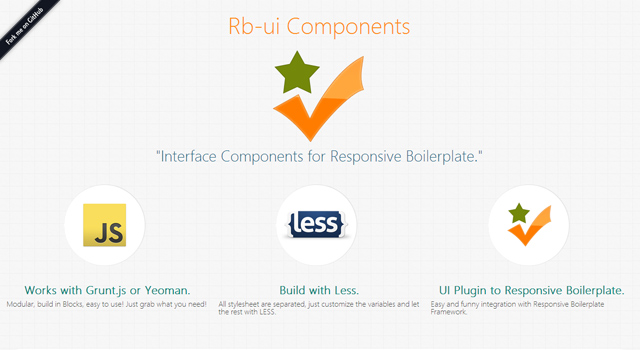 Fork me on GitHub
Rb-ui Components
"Interface Components for Responsive Boilerplate."
JS
{less}
Works with Grunt.js or Yeoman.
Modular, build in Blocks, easy to use! Just grab what you need!
Build with Less.
All stylesheet are separated, just customize the variables and let
the rest with LESS.
UI Plugin to Responsive Boilerplate.
Easy and funny integration with Responsive Boilerplate
Framework.